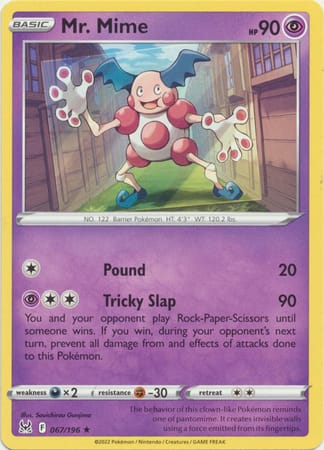 BASIC
Mr. Mime
HP 90
NO. 122 Barrier Pokémon HT. 4'3" WT. 120.2 lbs.
Pound 20
Tricky Slap 90
You and your opponent play Rock-Paper-Scissors until
someone wins. If you win, during your opponent's next
turn, prevent all damage from and effects of attacks
done to this Pokémon.
weakness ×2 resistance -30 retreat
Illus. Souichirou Gunjima
F 067/196 ★
The behavior of this clown-like Pokémon reminds
one of pantomime. It creates invisible walls
using a force emitted from its fingertips.
©2022 Pokémon / Nintendo / Creatures / GAME FREAK